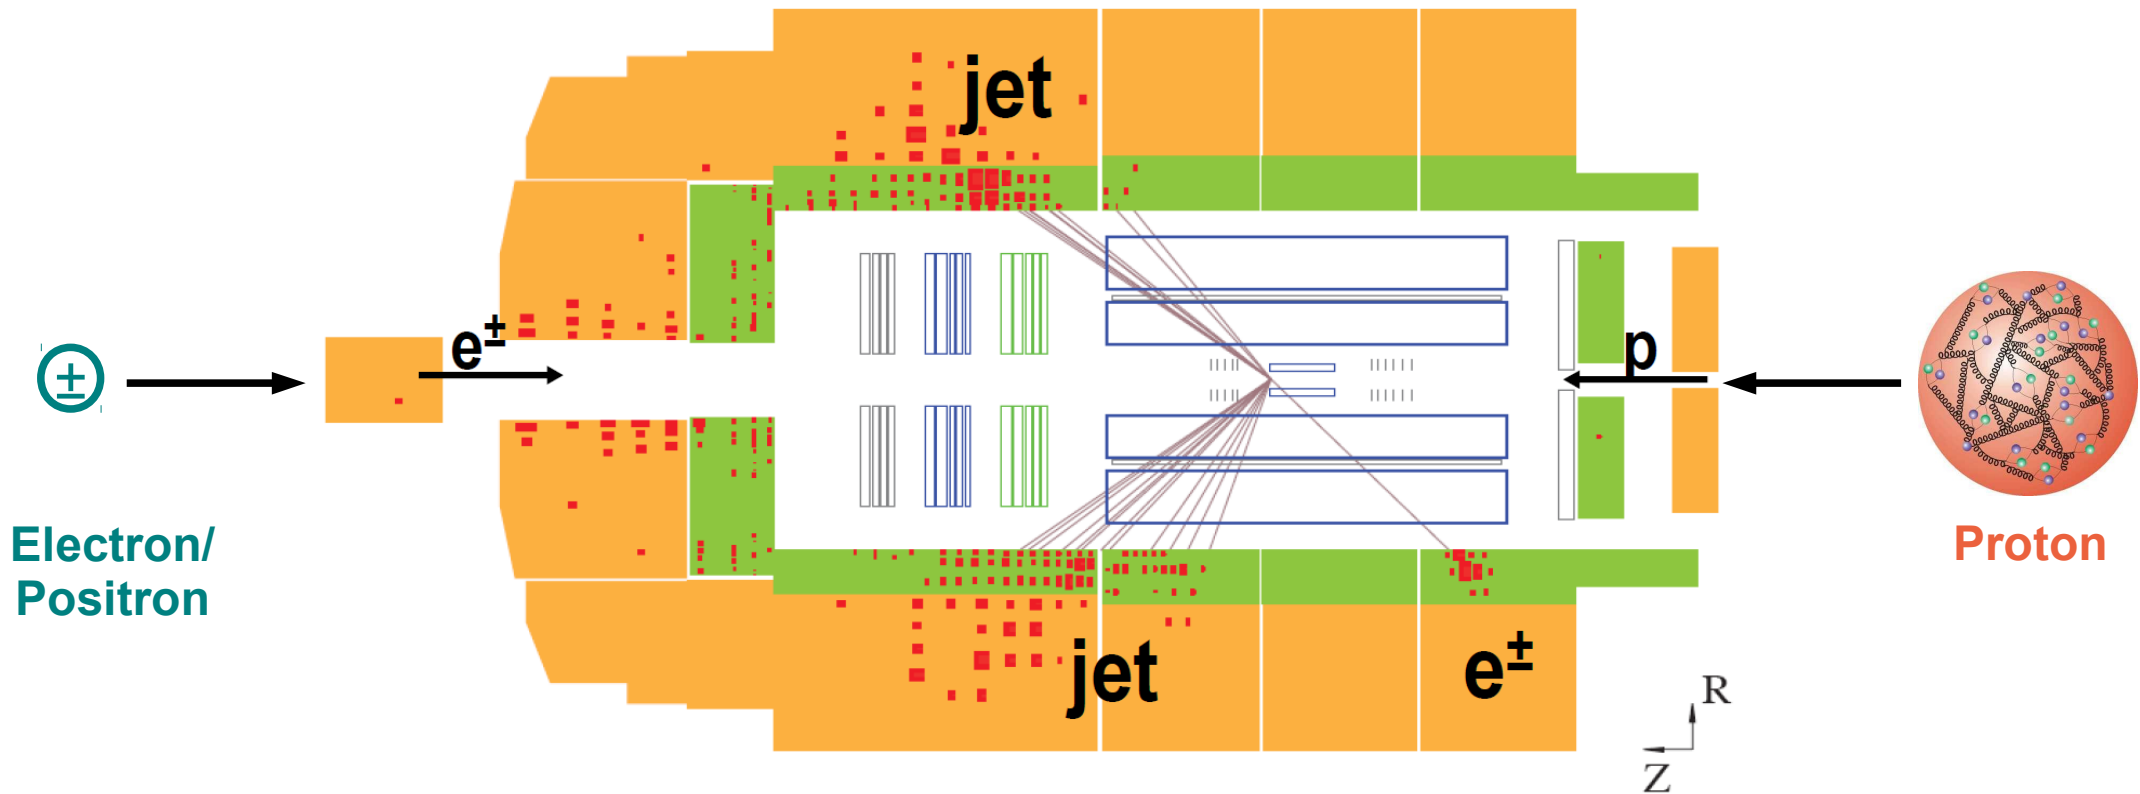 jet
e±
p
±
Electron/
Positron
Proton
jet
e±
R
Z